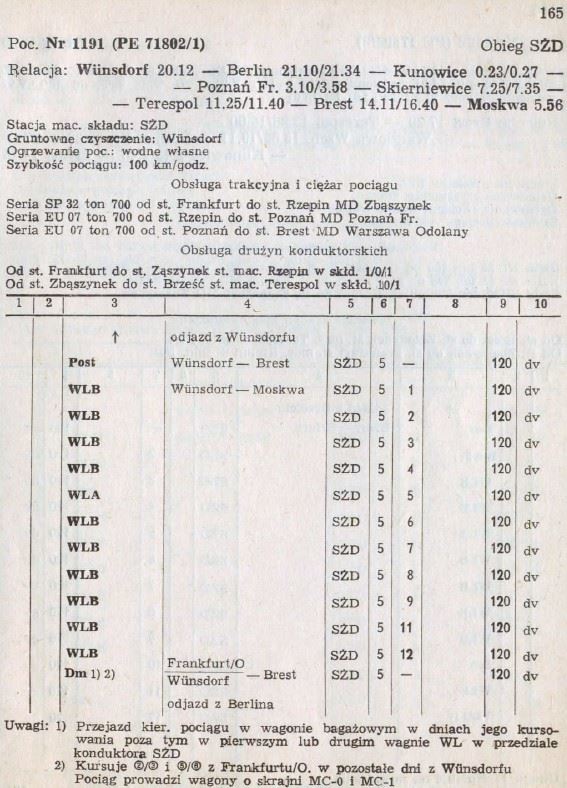 165
Poc. Nr 1191 (PE 71802/1) Obieg SŻD
Relacja: Wünsdorf 20.12 — Berlin 21.10/21.34 — Kunowice 0.23/0.27 —
— Poznań Fr. 3.10/3.58 — Skierniewice 7.25/7.35 —
— Terespol 11.25/11.40 — Brest 14.11/16.40 — Moskwa 5.56
Stacja mac. składu: SŻD
Gruntowne czyszczenie: Wünsdorf
Ogrzewanie poc.: wodne własne
Szybkość pociągu: 100 km/godz.
Obsługa trakcyjna i ciężar pociągu
Seria SP 32 ton 700 od st. Frankfurt do st. Rzepin MD Zbąszynek
Seria EU 07 ton 700 od st. Rzepin do st. Poznań MD Poznań Fr.
Seria EU 07 ton 700 od st. Poznań do st. Brest MD Warszawa Odolany
Obsługa drużyn konduktorskich
Od st. Frankfurt do st. Ząszynek st. mac. Rzepin w skłd. 1/0/1
Od st. Zbąszynek do st. Brześć st. mac. Terespol w skłd. 1/0/1
1 2 3 4 5 6 7 8 9 10
↑ odjazd z Wünsdorfu
Post Wünsdorf — Brest SŻD 5 — 120 dv
WLB Wünsdorf — Moskwa SŻD 5 1 120 dv
WLB SŻD 5 2 120 dv
WLB SŻD 5 3 120 dv
WLB SŻD 5 4 120 dv
WLA SŻD 5 5 120 dv
WLB SŻD 5 6 120 dv
WLB SŻD 5 7 120 dv
WLB SŻD 5 8 120 dv
WLB SŻD 5 9 120 dv
WLB SŻD 5 11 120 dv
WLB SŻD 5 12 120 dv
Frankfurt/O
Dm 1) 2) — Brest SŻD 5 — 120 dv
Wünsdorf
odjazd z Berlina
Uwagi: 1) Przejazd kier. pociągu w wagonie bagażowym w dniach jego kurso-
wania poza tym w pierwszym lub drugim wagnie WL w przedziale
konduktora SŻD
2) Kursuje ②/③ i ⑤/⑥ z Frankfurtu/O. w pozostałe dni z Wünsdorfu
Pociąg prowadzi wagony o skrajni MC-0 i MC-1